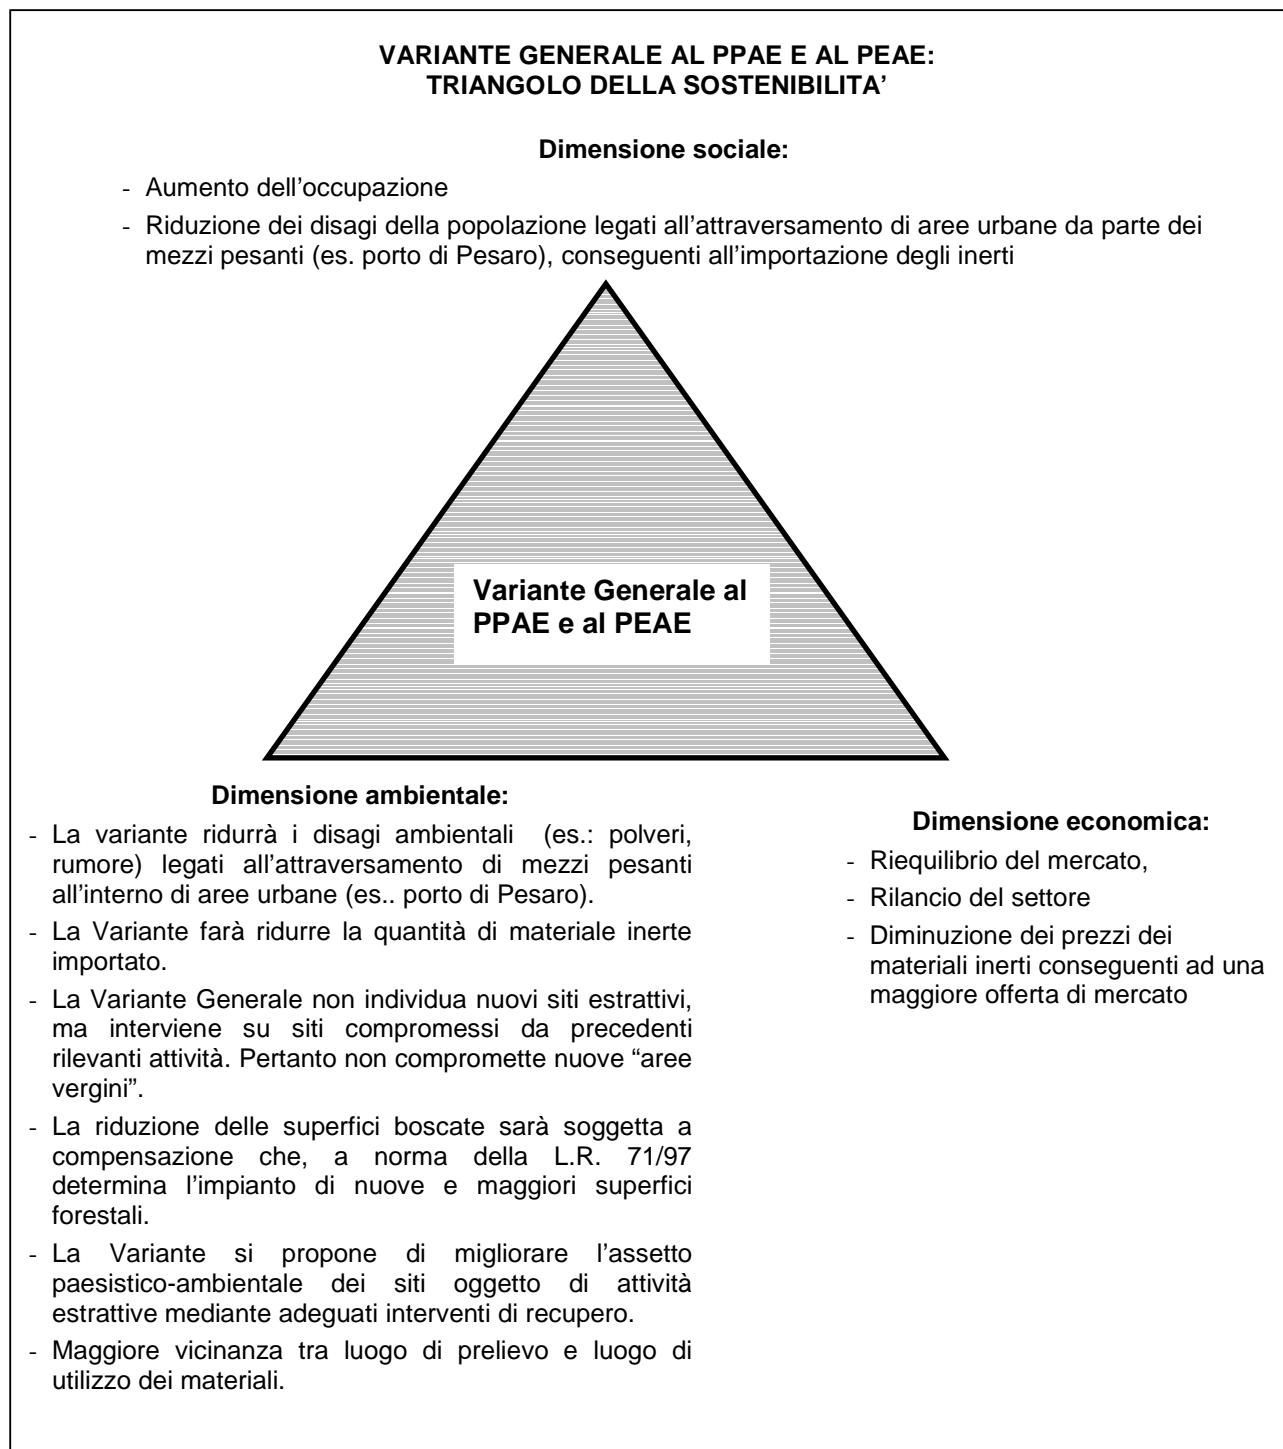 VARIANTE GENERALE AL PPAE E AL PEAE:
TRIANGOLO DELLA SOSTENIBILITA’
Dimensione sociale:
- Aumento dell’occupazione
- Riduzione dei disagi della popolazione legati all’attraversamento di aree urbane da parte dei
mezzi pesanti (es. porto di Pesaro), conseguenti all’importazione degli inerti
Variante Generale al
PPAE e al PEAE
Dimensione ambientale:
- La variante ridurrà i disagi ambientali (es.: polveri,
rumore) legati all’attraversamento di mezzi pesanti
all’interno di aree urbane (es.. porto di Pesaro).
- La Variante farà ridurre la quantità di materiale inerte
importato.
- La Variante Generale non individua nuovi siti estrattivi,
ma interviene su siti compromessi da precedenti
rilevanti attività. Pertanto non compromette nuove “aree
vergini”.
- La riduzione delle superfici boscate sarà soggetta a
compensazione che, a norma della L.R. 71/97
determina l’impianto di nuove e maggiori superfici
forestali.
- La Variante si propone di migliorare l’assetto
paesistico-ambientale dei siti oggetto di attività
estrattive mediante adeguati interventi di recupero.
- Maggiore vicinanza tra luogo di prelievo e luogo di
utilizzo dei materiali.
Dimensione economica:
- Riequilibrio del mercato,
- Rilancio del settore
- Diminuzione dei prezzi dei
materiali inerti conseguenti ad una
maggiore offerta di mercato